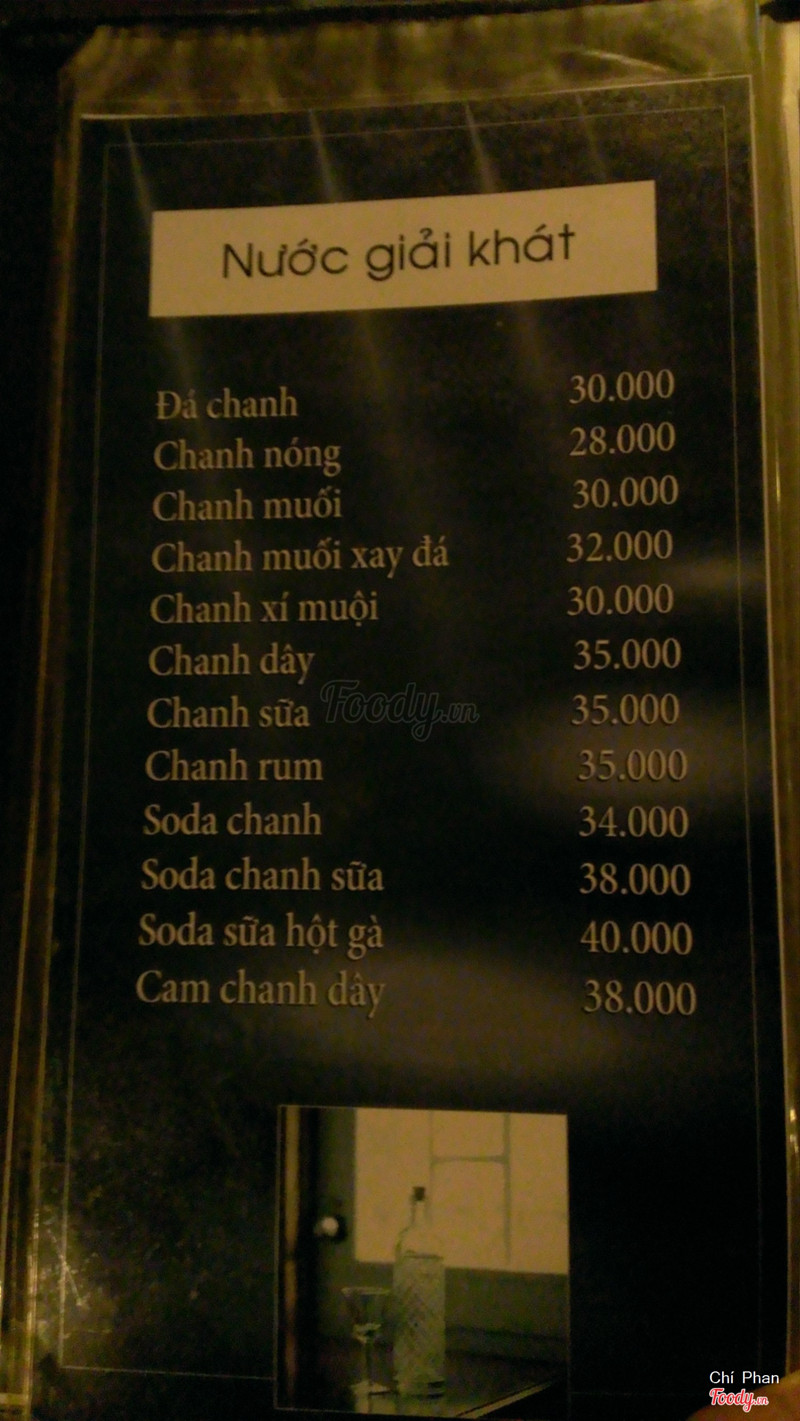 Nước giải khát
Đá chanh 30.000
Chanh nóng 28.000
Chanh muối 30.000
Chanh muối xay đá 32.000
Chanh xí muội 30.000
Chanh dây 35.000
Chanh sữa 35.000
Foody.vn
Chanh rum 35.000
Soda chanh 34.000
Soda chanh sữa 38.000
Soda sữa hột gà 40.000
Cam chanh dây 38.000
Chí Phan
Foody.vn